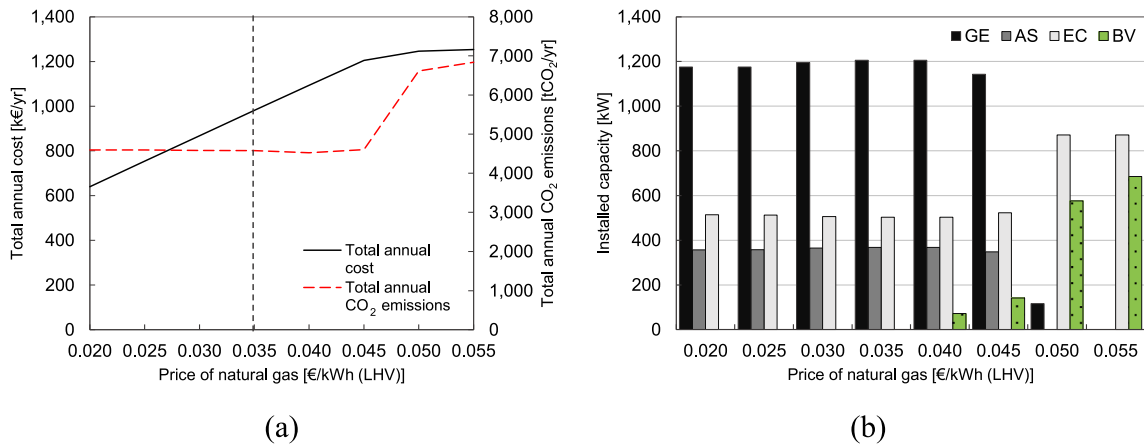 1,400
1,200
1,000
800
600
400
200
0
Total annual cost [k€/yr]
8,000
7,000
6,000
5,000
4,000
3,000
2,000
1,000
0
Total annual CO2 emissions [tCO2/yr]
Total annual
cost
Total annual
CO2 emissions
0.020 0.025 0.030 0.035 0.040 0.045 0.050 0.055
Price of natural gas [€/kWh (LHV)]
(a)
GE AS EC BV
1,400
1,200
1,000
800
600
400
200
0
Installed capacity [kW]
0.020 0.025 0.030 0.035 0.040 0.045 0.050 0.055
Price of natural gas [€/kWh (LHV)]
(b)